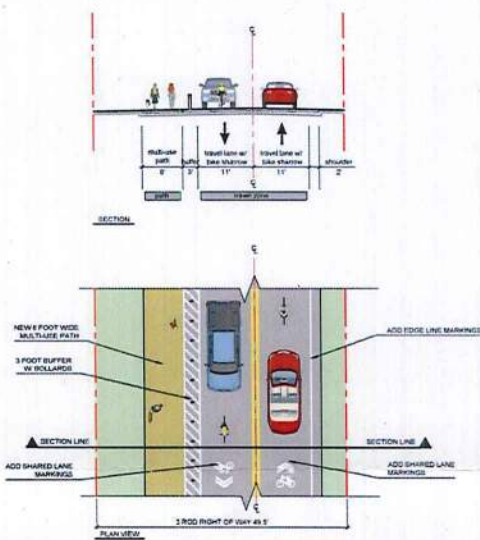 ℄
multi-use
path
buffer
travel lane w/
bike sharrow
travel lane w/
bike sharrow
shoulder
8'
3'
11'
11'
2'
℄
path
travel zone
SECTION
℄
NEW 8 FOOT WIDE
MULTI-USE PATH
ADD EDGE LINE MARKINGS
3 FOOT BUFFER
W/ BOLLARDS
SECTION LINE
SECTION LINE
ADD SHARED LANE
MARKINGS
ADD SHARED LANE
MARKINGS
3 ROD RIGHT OF WAY 49.5'
PLAN VIEW